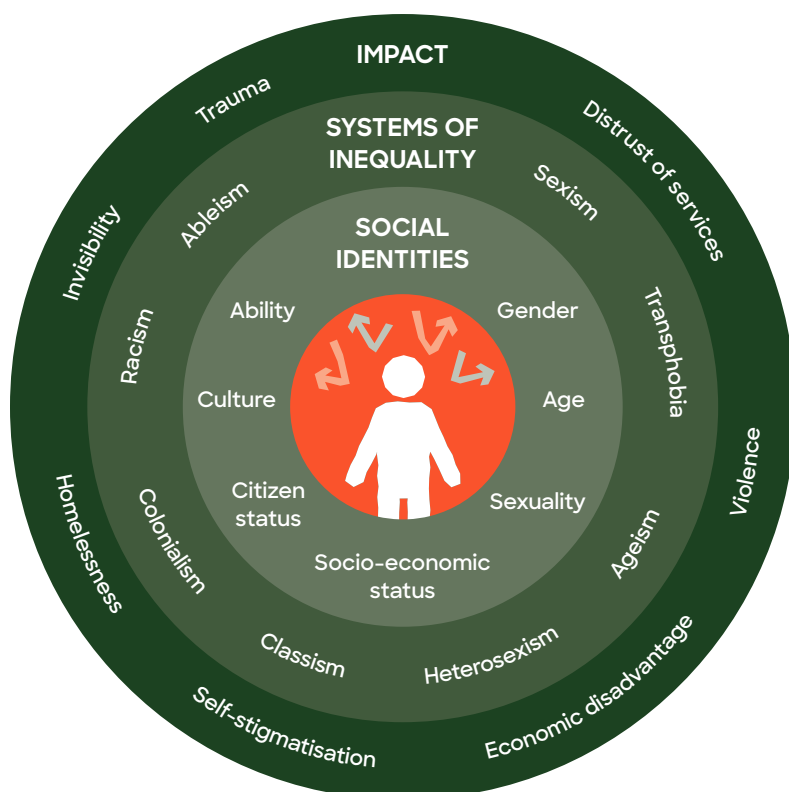 IMPACT
Trauma
Distrust of services
Invisibility
Violence
Homelessness
Economic disadvantage
Self-stigmatisation
SYSTEMS OF
INEQUALITY
Ableism
Sexism
Racism
Transphobia
Colonialism
Ageism
Classism
Heterosexism
SOCIAL
IDENTITIES
Ability
Gender
Culture
Age
Citizen
status
Sexuality
Socio-economic
status